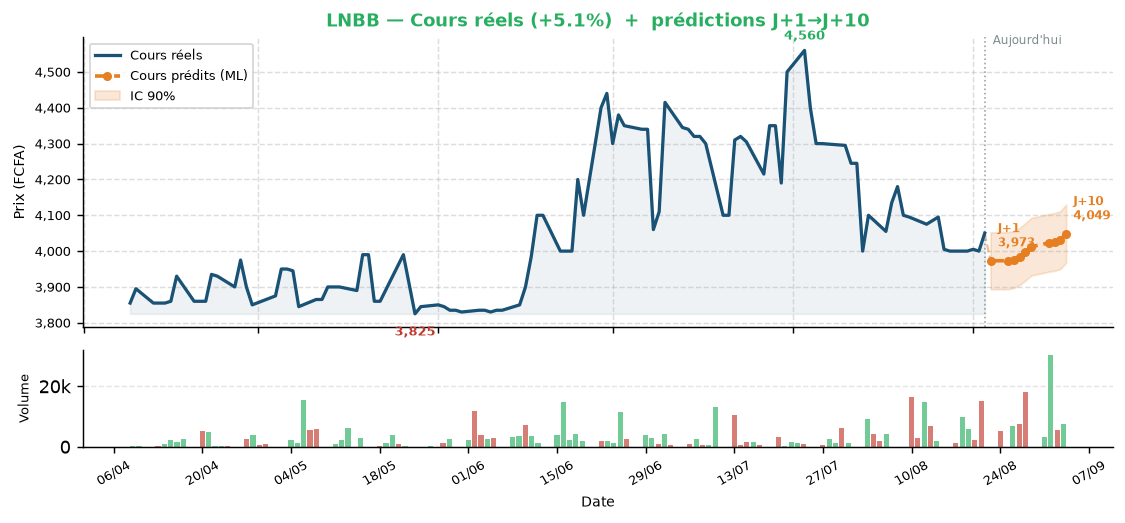 LNBB — Cours réels (+5.1%)  +  prédictions J+1→J+10
4,560
Aujourd'hui
Cours réels
Cours prédits (ML)
IC 90%
Prix (FCFA)
4,500
4,400
4,300
4,200
4,100
4,000
3,900
3,800
J+1
3,973
J+10
4,049
3,825
Volume
20k
0
06/04
20/04
04/05
18/05
01/06
15/06
29/06
13/07
27/07
10/08
24/08
07/09
Date